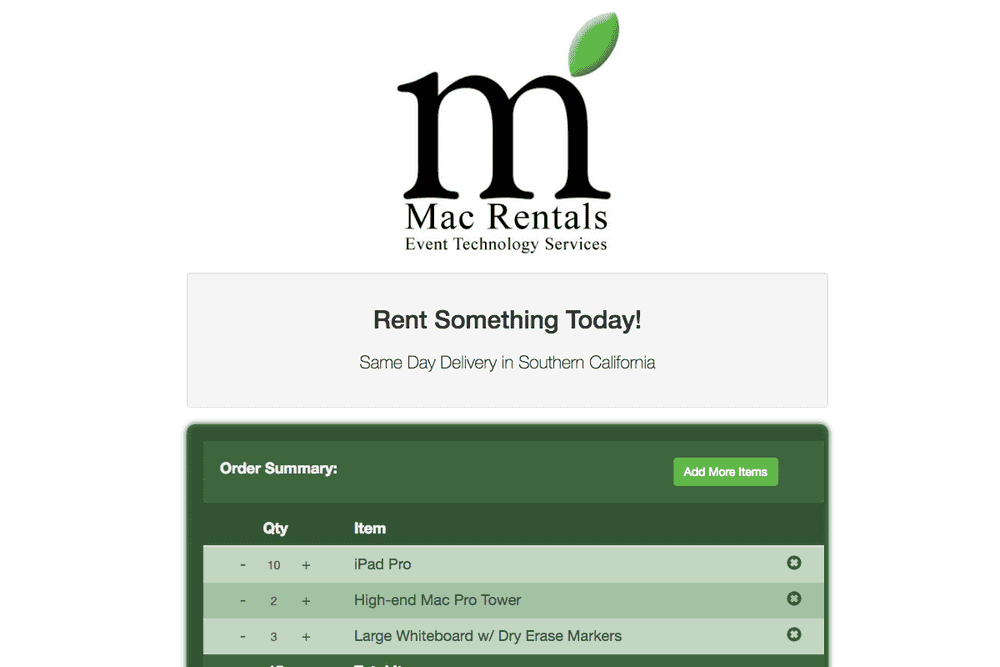 m
Mac Rentals
Event Technology Services
Rent Something Today!
Same Day Delivery in Southern California
Order Summary: Add More Items
Qty Item
- 10 + iPad Pro
- 2 + High-end Mac Pro Tower
- 3 + Large Whiteboard w/ Dry Erase Markers